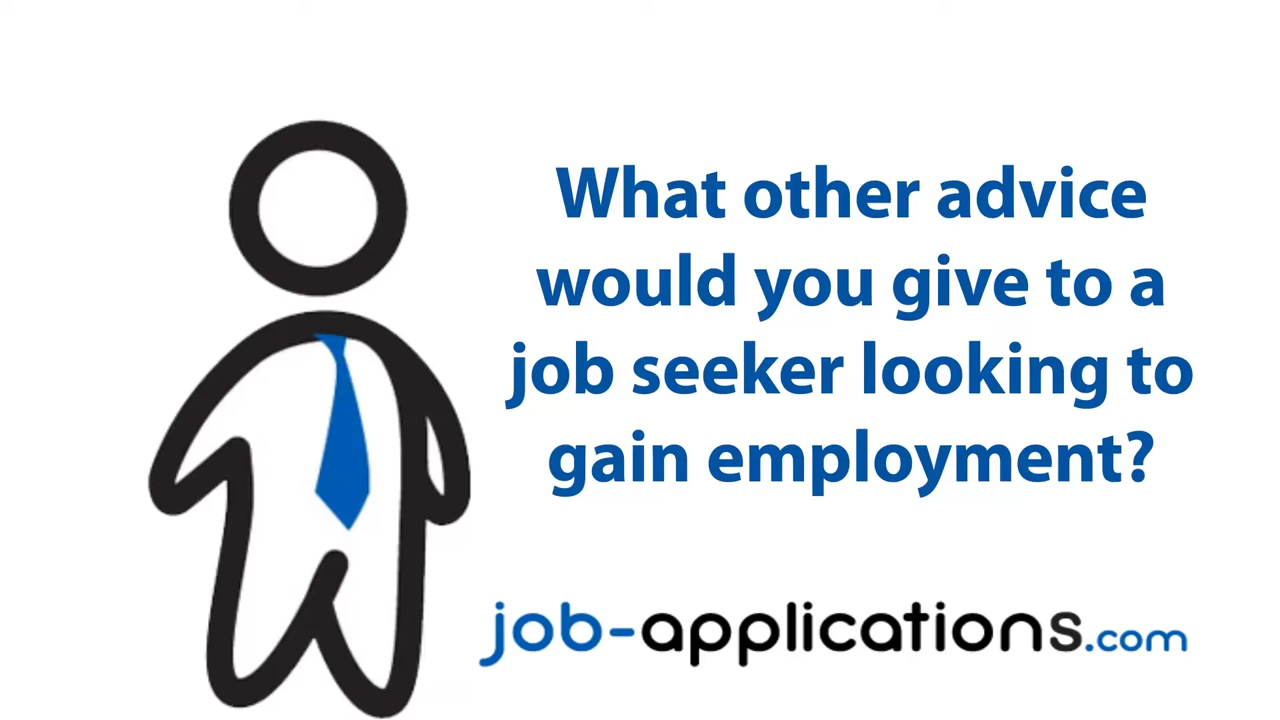 What other advice
would you give to a
job seeker looking to
gain employment?
job-applications.com